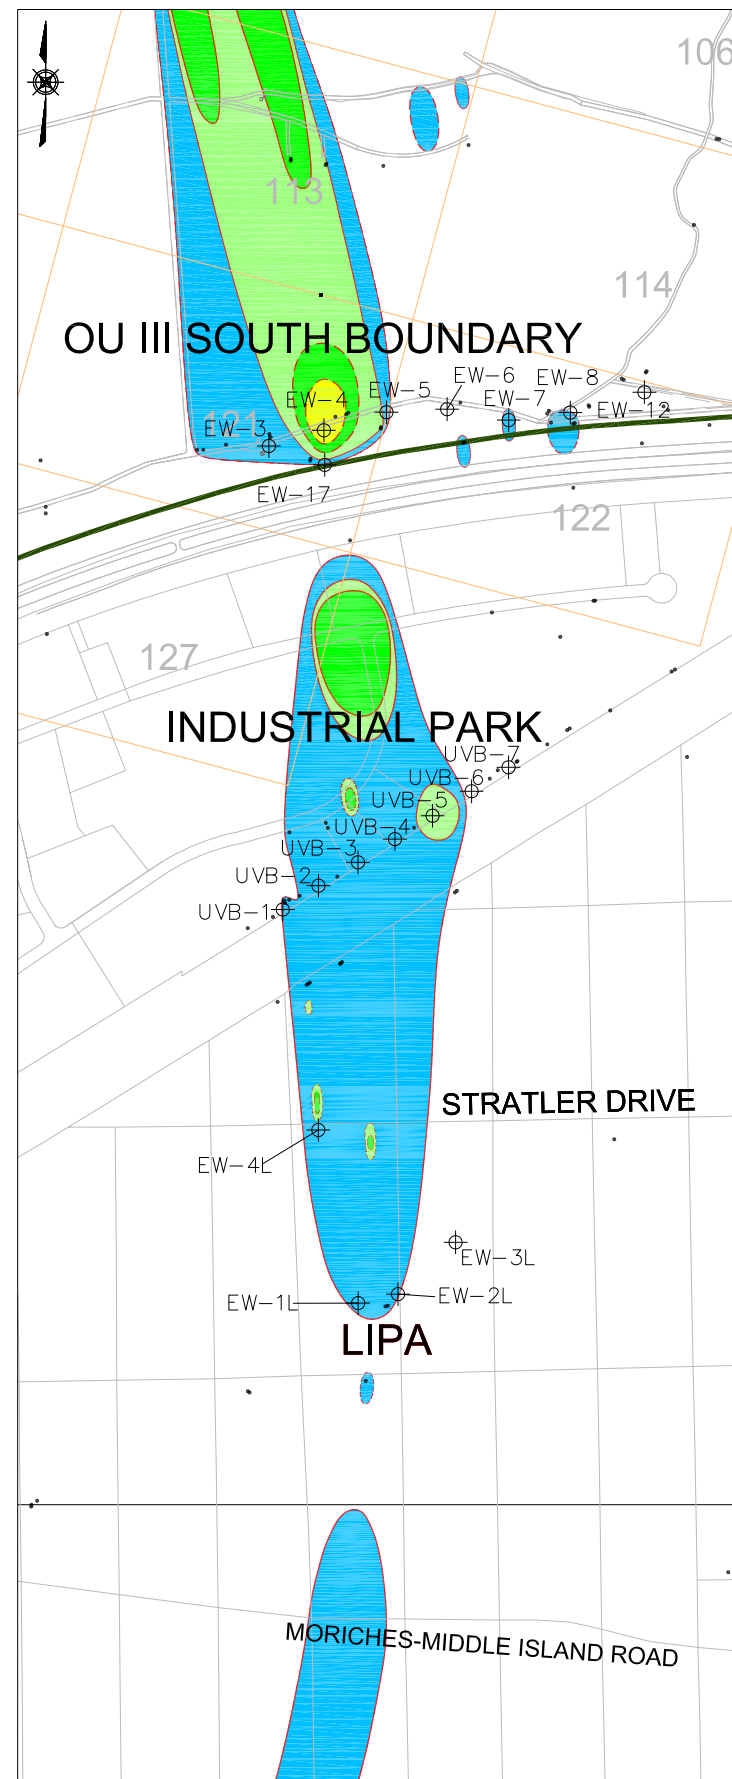 106
113
114
OU III SOUTH BOUNDARY
EW-6
EW-8
EW-5
EW-7
EW-12
EW-4
121
EW-3
EW-17
122
127
INDUSTRIAL PARK
UVB-7
UVB-6
UVB-5
UVB-4
UVB-3
UVB-2
UVB-1
STRATLER DRIVE
EW-4L
EW-3L
EW-2L
EW-1L
LIPA
MORICHES-MIDDLE ISLAND ROAD